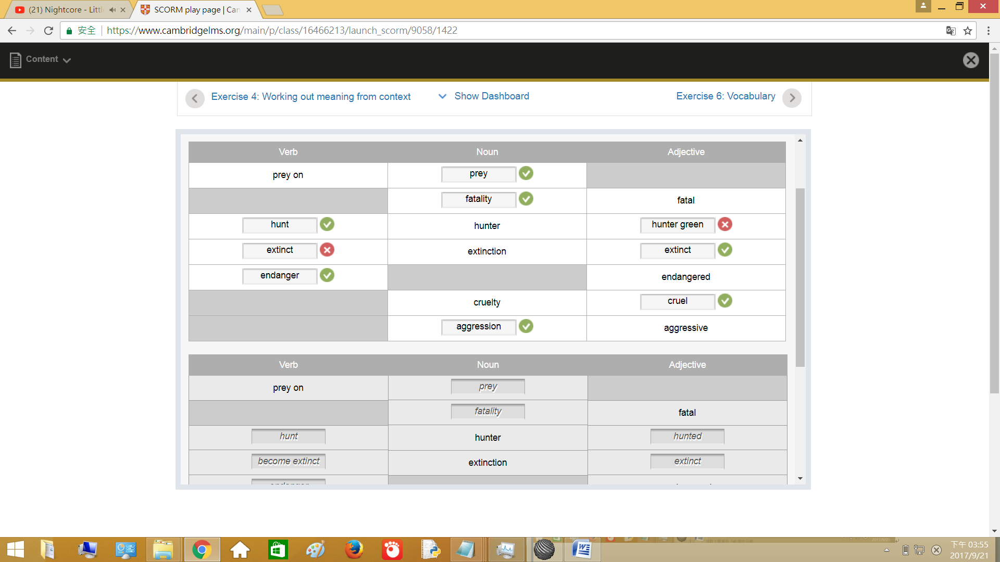 (21) Nightcore - Littl
SCORM play page | Can
安全 https://www.cambridgelms.org/main/p/class/16466213/launch_scorm/9058/1422
Content
Exercise 4: Working out meaning from context Show Dashboard Exercise 6: Vocabulary
Verb Noun Adjective
prey on prey
fatality fatal
hunt hunter hunter green
extinct extinction extinct
endanger endangered
cruelty cruel
aggression aggressive
Verb Noun Adjective
prey on prey
fatality fatal
hunt hunter hunted
become extinct extinction extinct
下午 03:55
2017/9/21